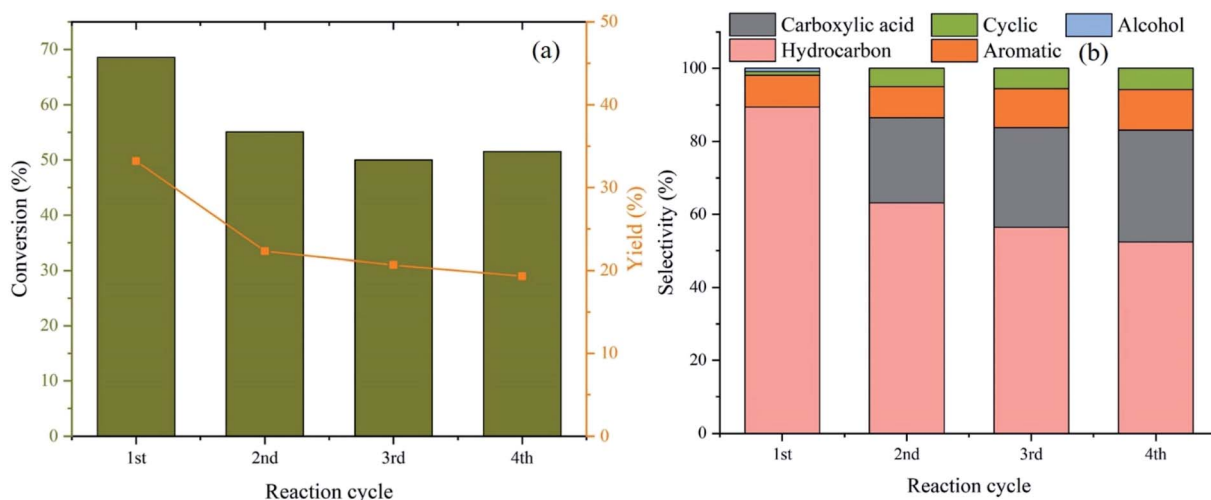 (a)
Conversion (%)
70
60
50
40
30
20
10
0
Yield (%)
50
40
30
20
10
0
1st 2nd 3rd 4th
Reaction cycle
Carboxylic acid Cyclic Alcohol
Hydrocarbon Aromatic
(b)
Selectivity (%)
100
80
60
40
20
0
1st 2nd 3rd 4th
Reaction cycle